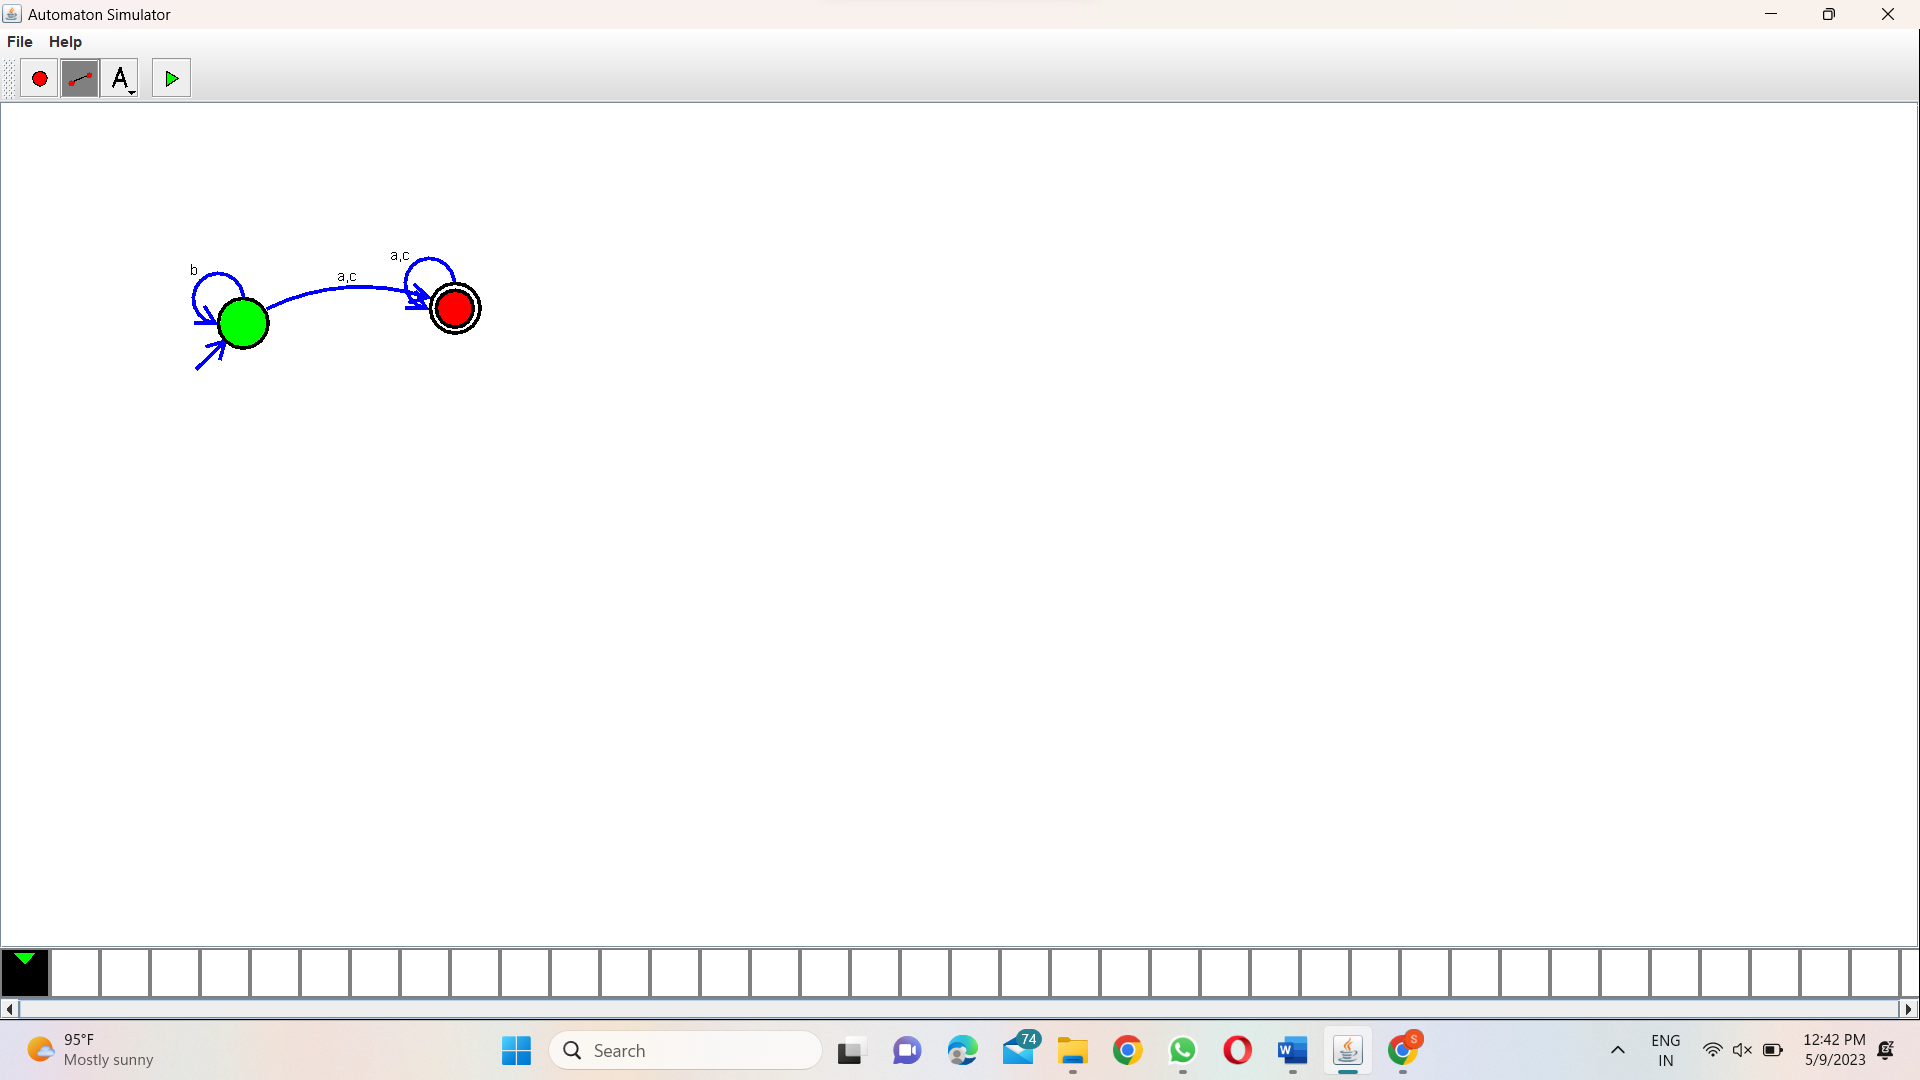 Automaton Simulator
File Help
A
b
a,c
a,c
95°F
Mostly sunny
Search
74
W
S
ENG
IN
12:42 PM
5/9/2023